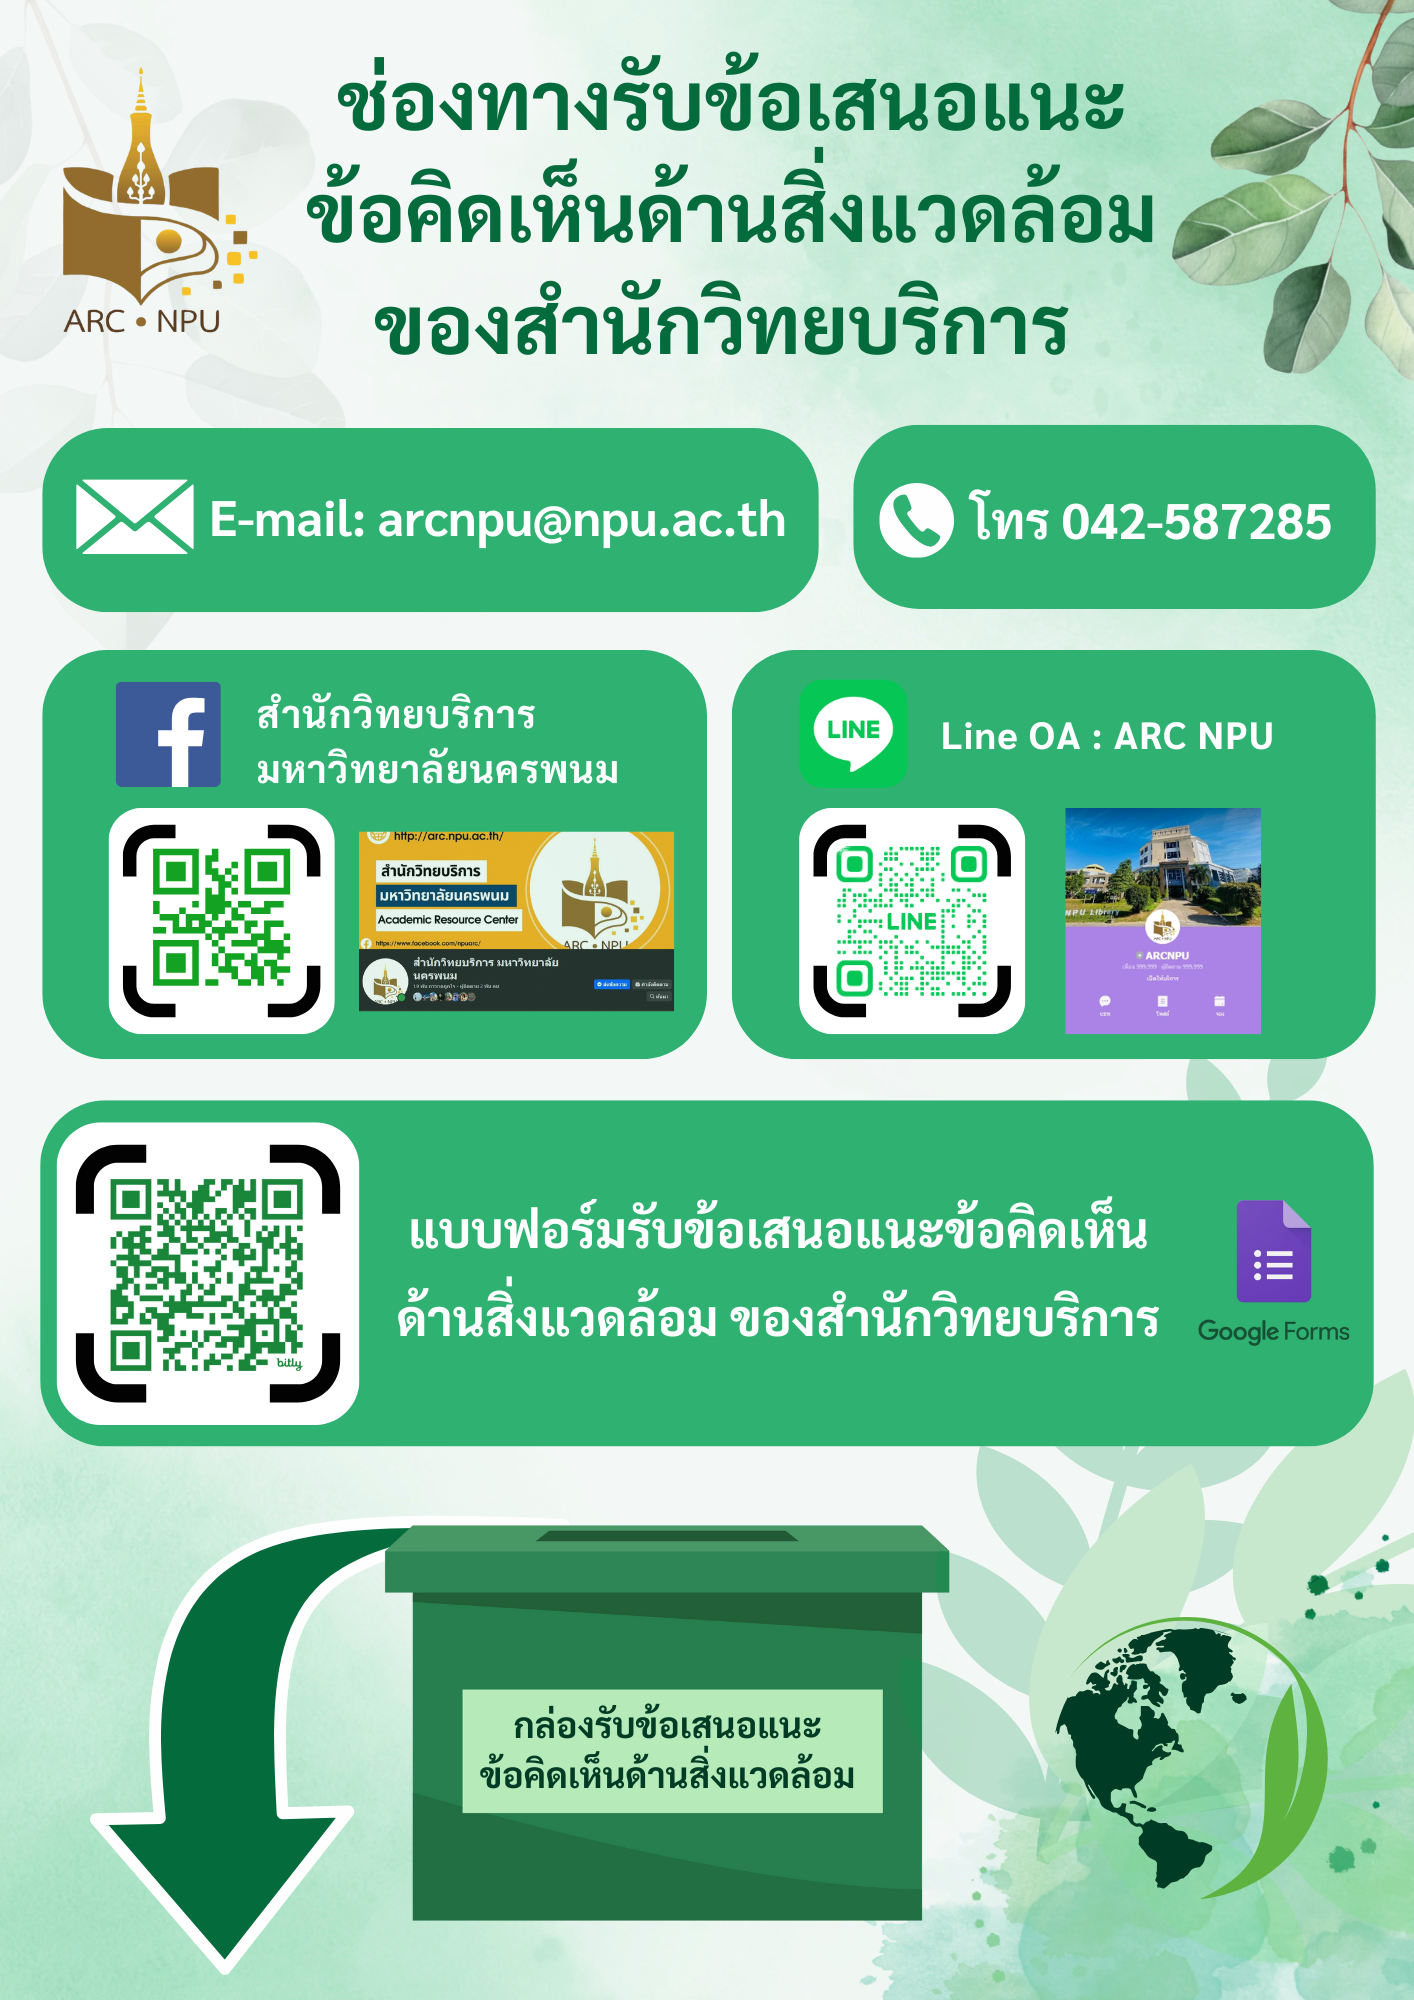 ช่องทางรับข้อเสนอแนะ
ข้อคิดเห็นด้านสิ่งแวดล้อม
ของสำนักวิทยบริการ
ARC • NPU
E-mail: arcnpu@npu.ac.th
โทร 042-587285
สำนักวิทยบริการ
มหาวิทยาลัยนครพนม
http://arc.npu.ac.th/
สำนักวิทยบริการ
มหาวิทยาลัยนครพนม
Academic Resource Center
https://www.facebook.com/npuarc/
ARC • NPU
สำนักวิทยบริการ มหาวิทยาลัย
นครพนม
LINE
Line OA : ARC NPU
LINE
NPU Library
ARCNPU
แบบฟอร์มรับข้อเสนอแนะข้อคิดเห็น
ด้านสิ่งแวดล้อม ของสำนักวิทยบริการ
bitly
Google Forms
กล่องรับข้อเสนอแนะ
ข้อคิดเห็นด้านสิ่งแวดล้อม